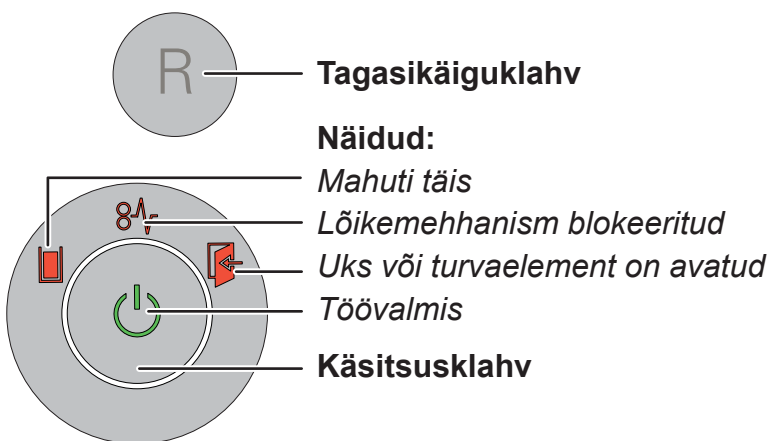 R
Tagasikäiguklahv
Näidud:
Mahuti täis
Lõikemehhanism blokeeritud
Uks või turvaelement on avatud
Töövalmis
Käsitsusklahv